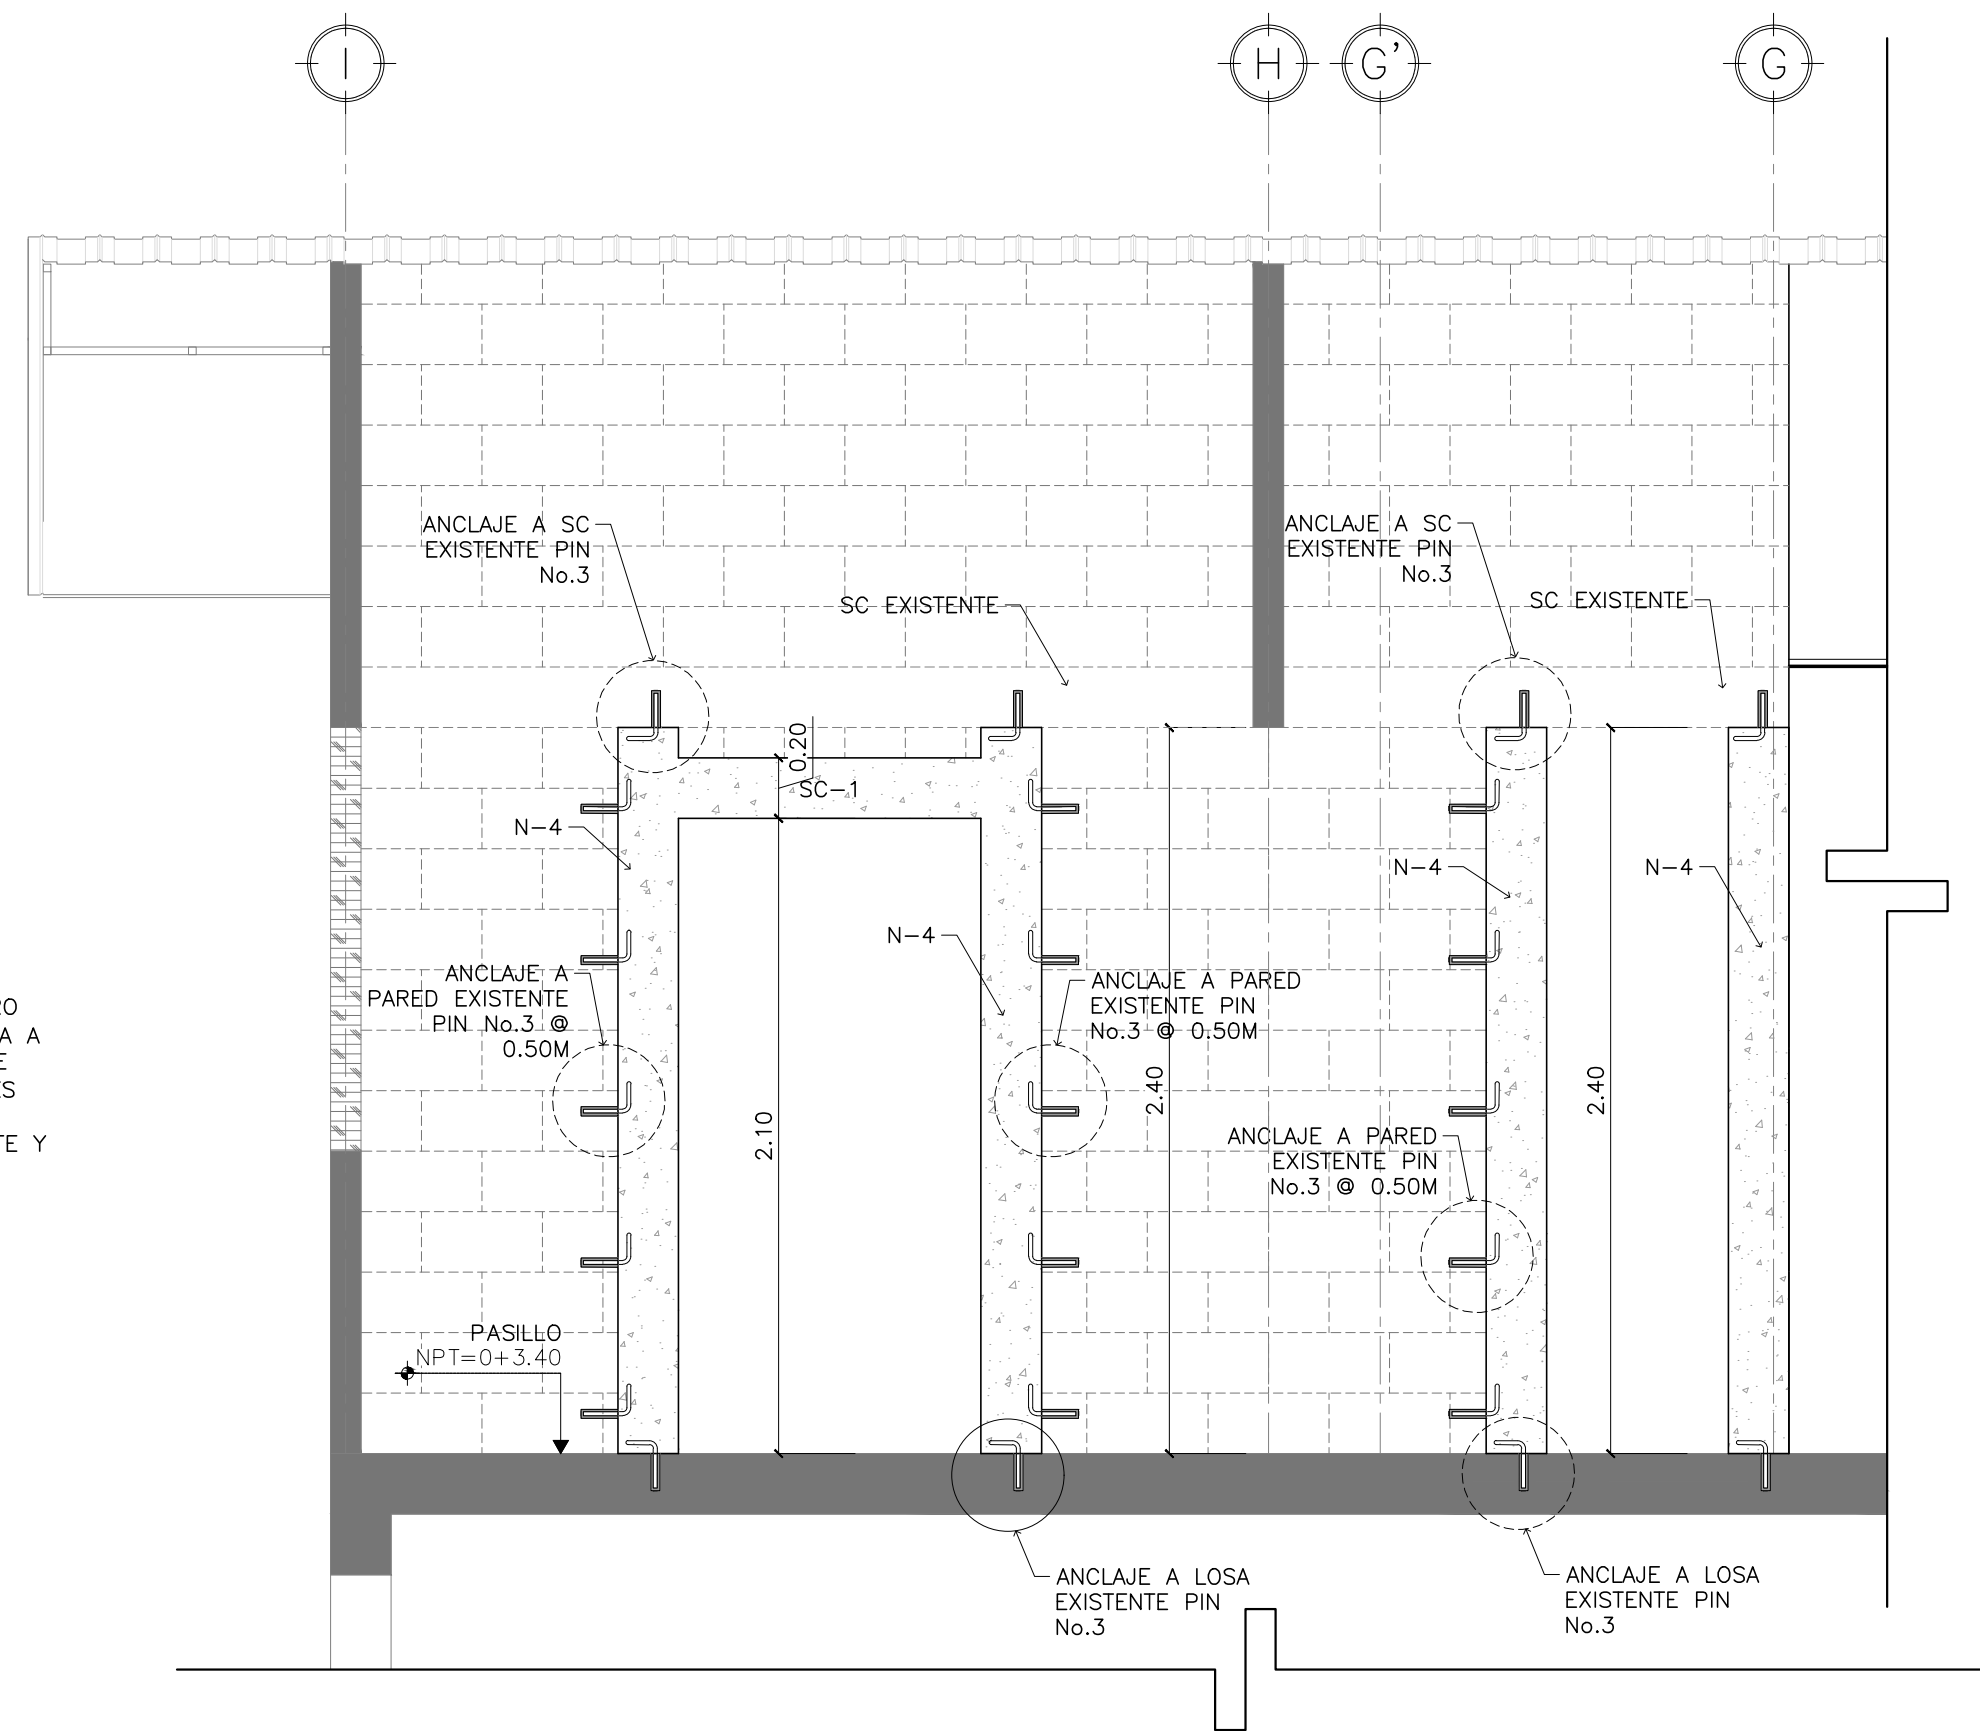 I
H
G'
G
ANCLAJE A SC
EXISTENTE PIN
No.3
SC EXISTENTE
ANCLAJE A SC
EXISTENTE PIN
No.3
SC EXISTENTE
0.20
SC-1
N-4
N-4
N-4
N-4
ANCLAJE A
PARED EXISTENTE
PIN No.3 @
0.50M
ANCLAJE A PARED
EXISTENTE PIN
No.3 @ 0.50M
2.10
2.40
2.40
ANCLAJE A PARED
EXISTENTE PIN
No.3 @ 0.50M
PASILLO
NPT=0+3.40
ANCLAJE A LOSA
EXISTENTE PIN
No.3
ANCLAJE A LOSA
EXISTENTE PIN
No.3